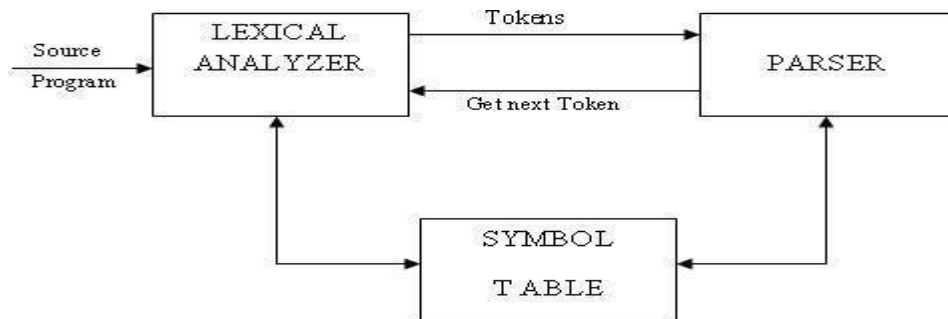 Source
Program
LEXICAL
ANALYZER
Tokens
Get next Token
PARSER
SYMBOL
TABLE